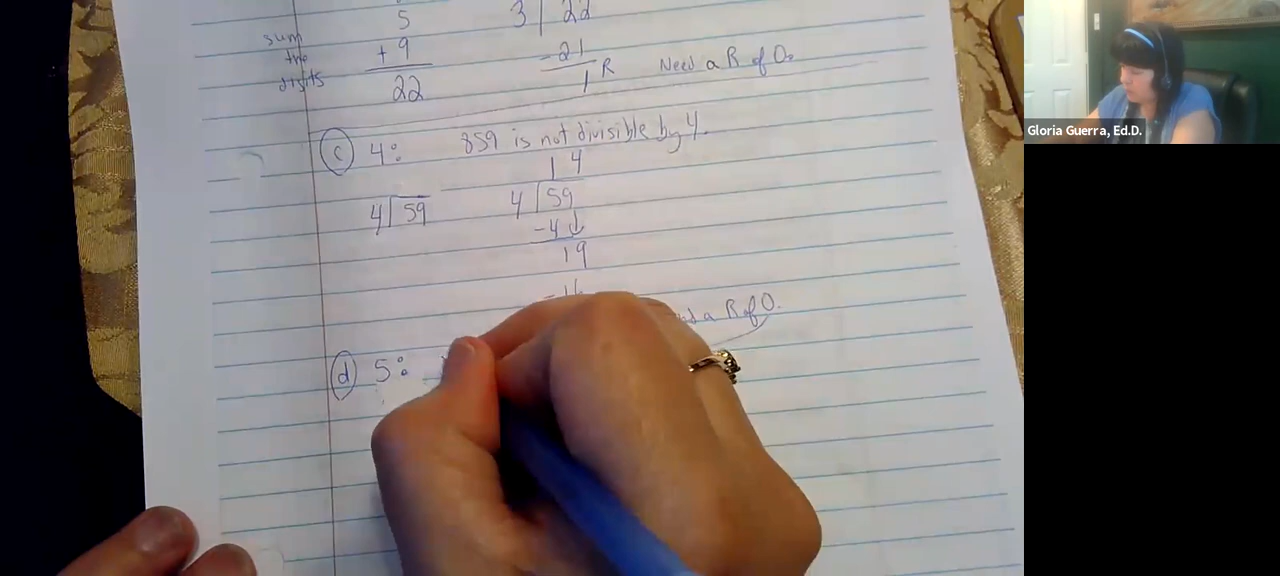 5
3 22
sum
the
digits
+ 9
22
- 21
1 R
Need a R of 0.
c 4: 859 is not divisible by 4.
1 4
4 59
4 59
- 4
19
- 16
a R of 0.
d 5:
Gloria Guerra, Ed.D.